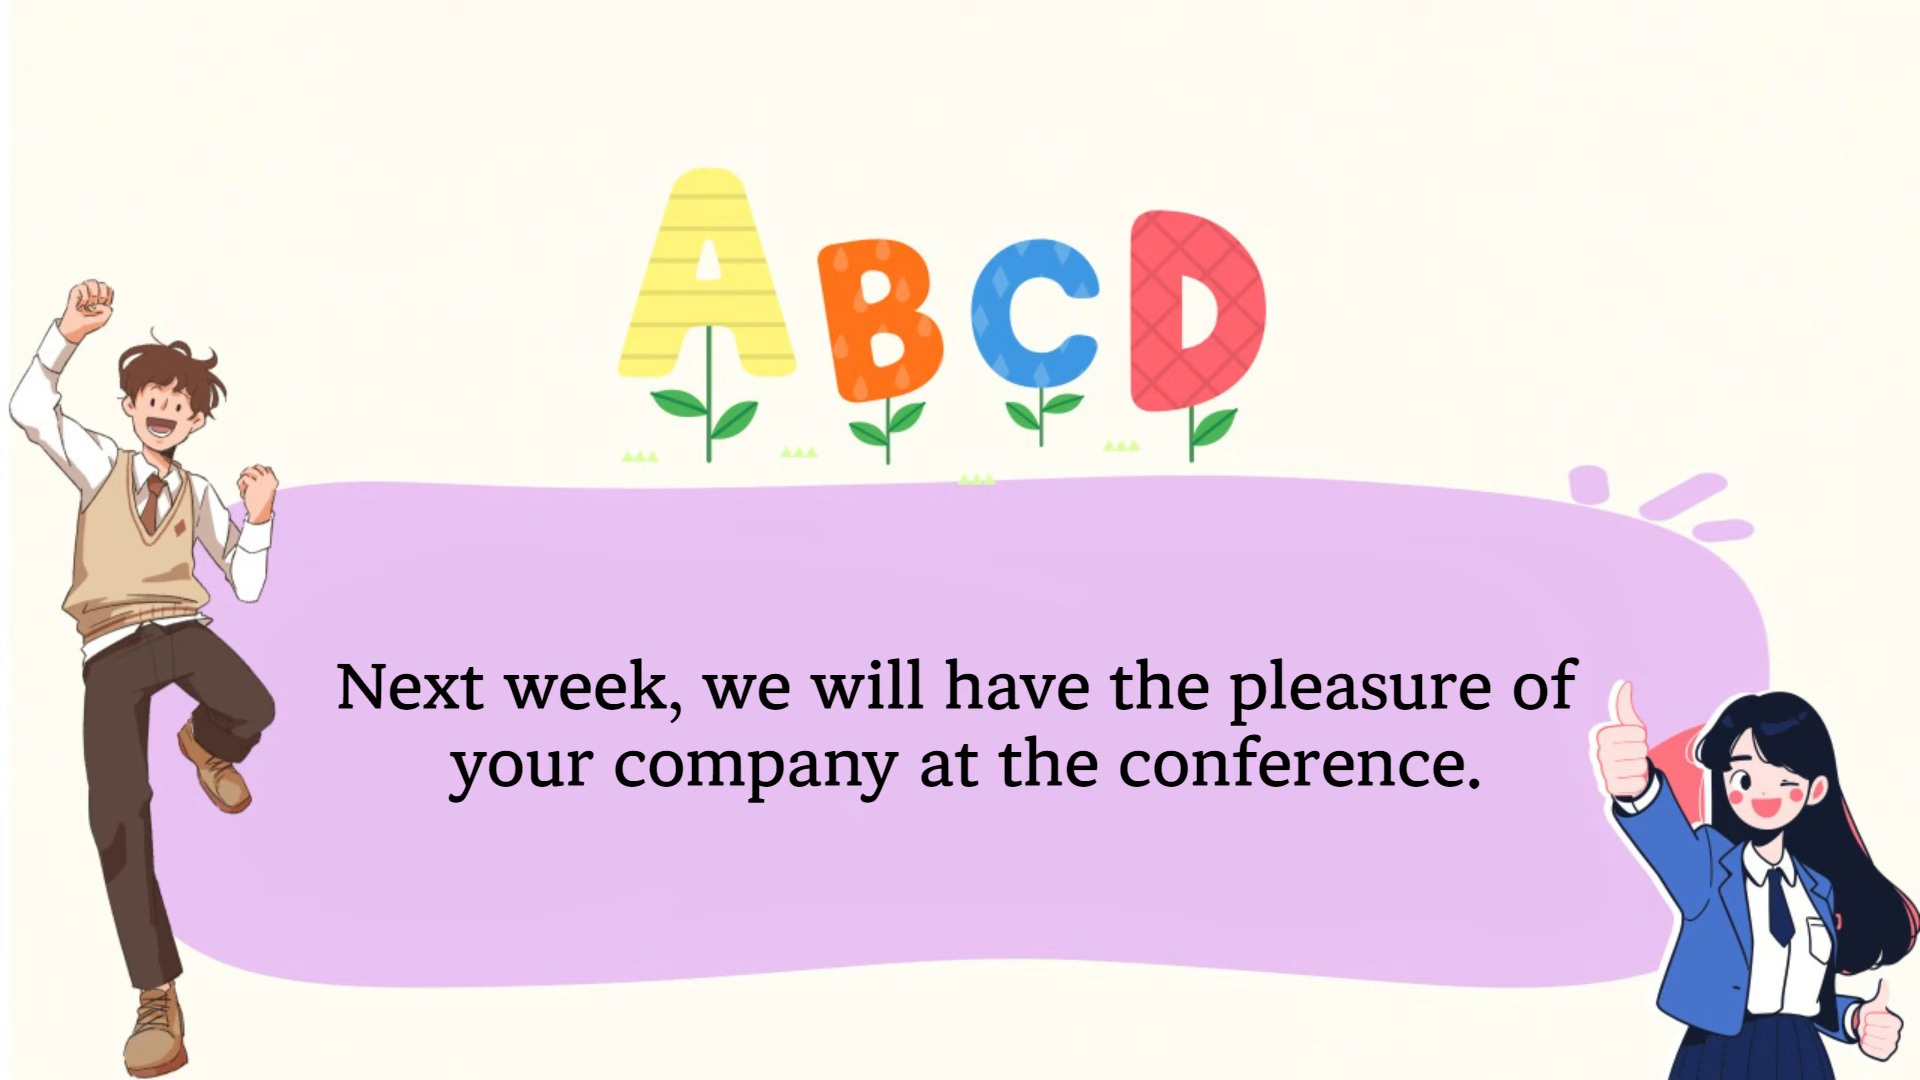 ABCD
Next week, we will have the pleasure of
your company at the conference.